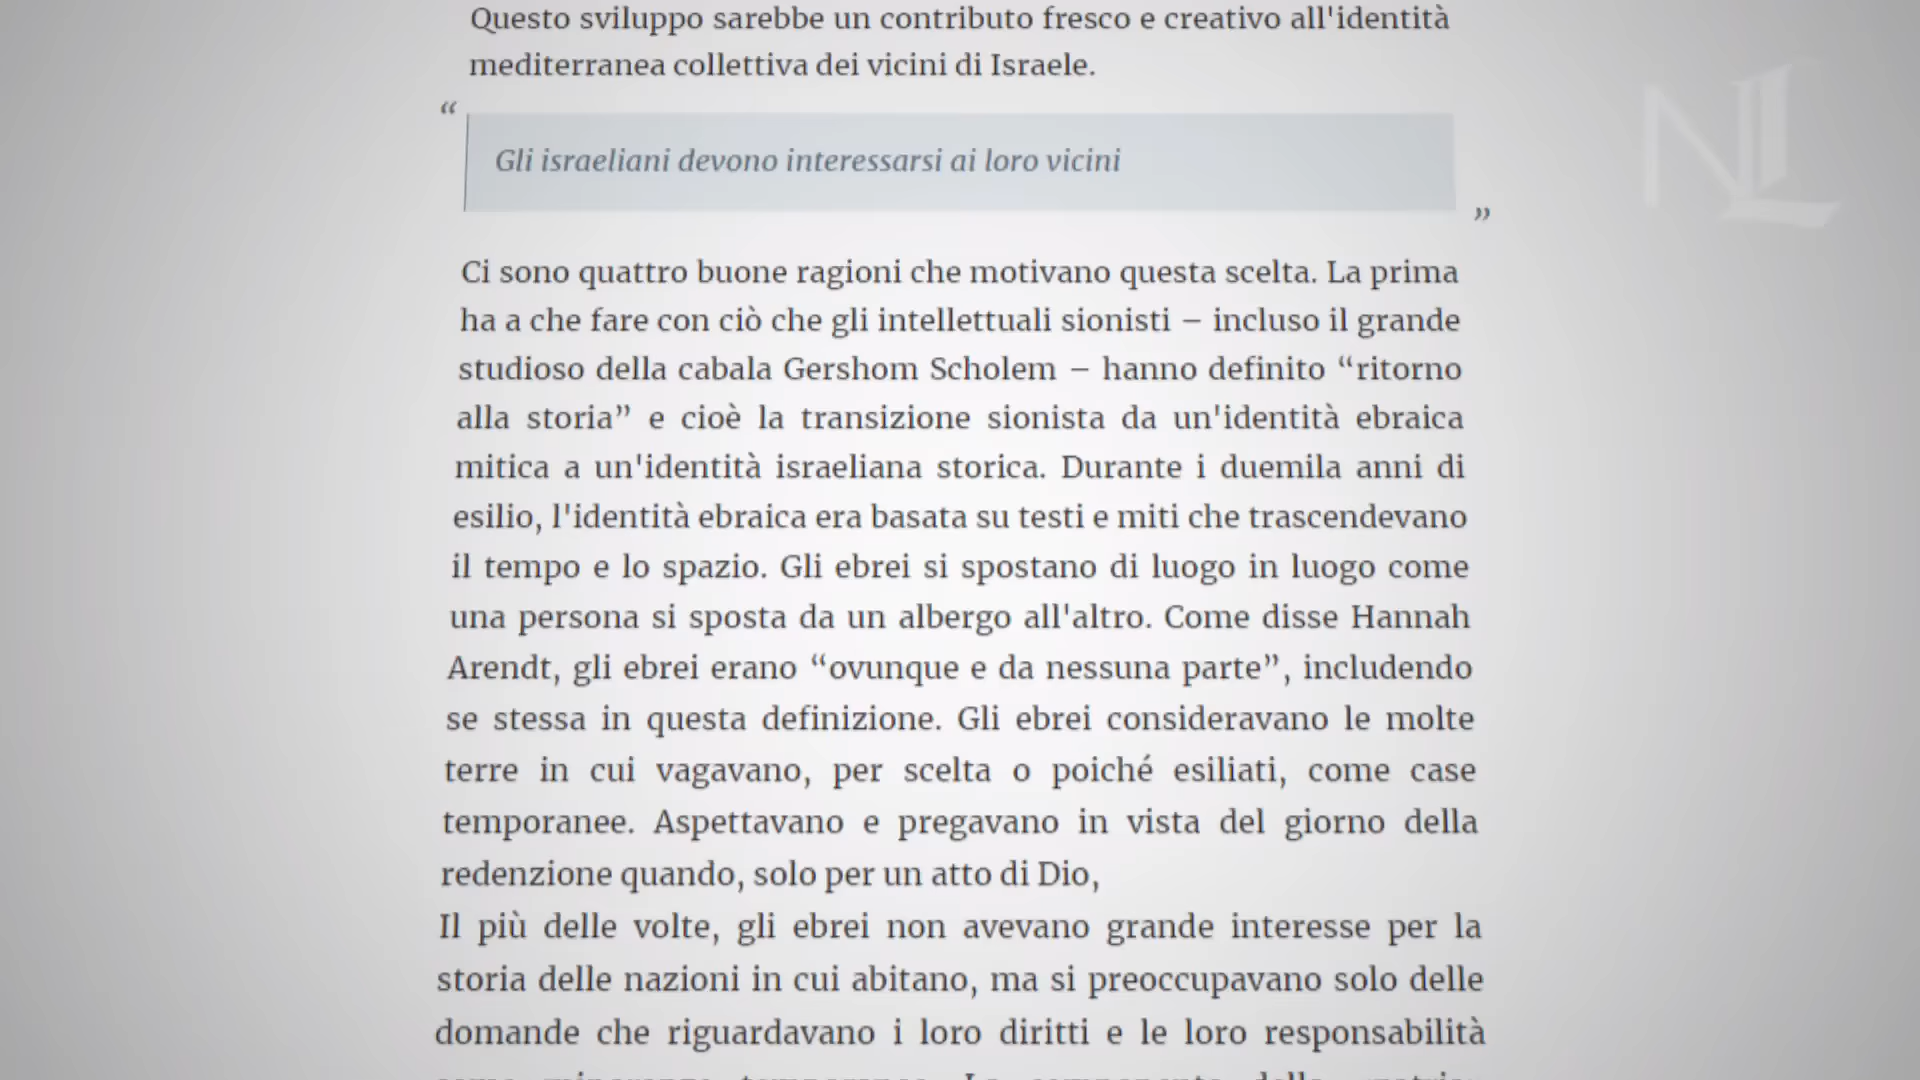 Questo sviluppo sarebbe un contributo fresco e creativo all'identità
mediterranea collettiva dei vicini di Israele.
“
Gli israeliani devono interessarsi ai loro vicini
”
Ci sono quattro buone ragioni che motivano questa scelta. La prima
ha a che fare con ciò che gli intellettuali sionisti – incluso il grande
studioso della cabala Gershom Scholem – hanno definito “ritorno
alla storia” e cioè la transizione sionista da un'identità ebraica
mitica a un'identità israeliana storica. Durante i duemila anni di
esilio, l'identità ebraica era basata su testi e miti che trascendevano
il tempo e lo spazio. Gli ebrei si spostano di luogo in luogo come
una persona si sposta da un albergo all'altro. Come disse Hannah
Arendt, gli ebrei erano “ovunque e da nessuna parte”, includendo
se stessa in questa definizione. Gli ebrei consideravano le molte
terre in cui vagavano, per scelta o poiché esiliati, come case
temporanee. Aspettavano e pregavano in vista del giorno della
redenzione quando, solo per un atto di Dio,
Il più delle volte, gli ebrei non avevano grande interesse per la
storia delle nazioni in cui abitano, ma si preoccupavano solo delle
domande che riguardavano i loro diritti e le loro responsabilità
NL